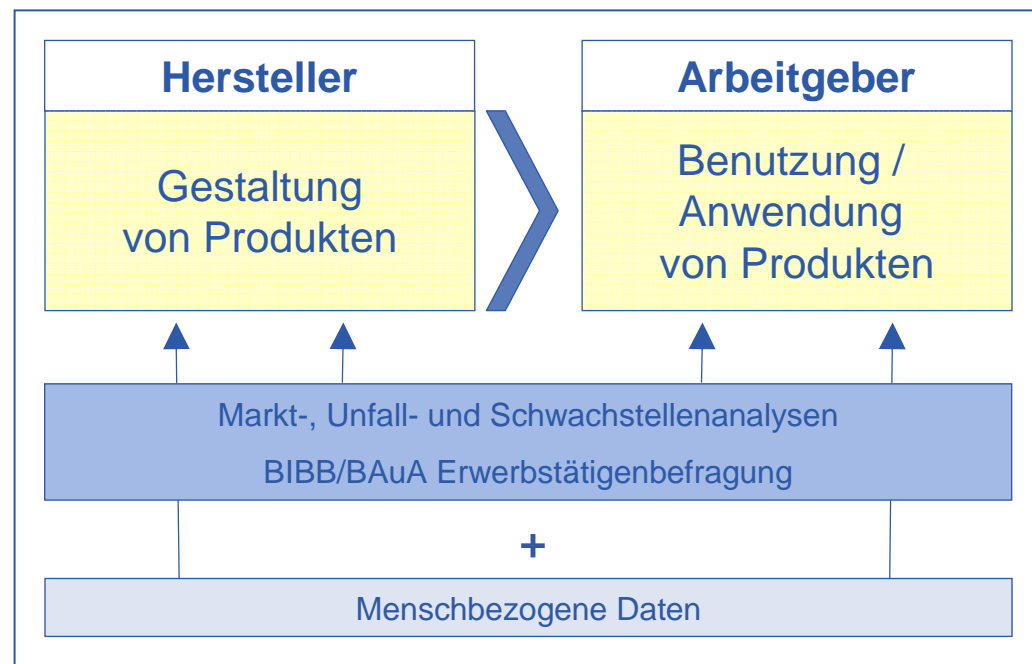 Hersteller
Gestaltung
von Produkten
Arbeitgeber
Benutzung /
Anwendung
von Produkten
Markt-, Unfall- und Schwachstellenanalysen
BIBB/BAuA Erwerbstätigenbefragung
+
Menschbezogene Daten